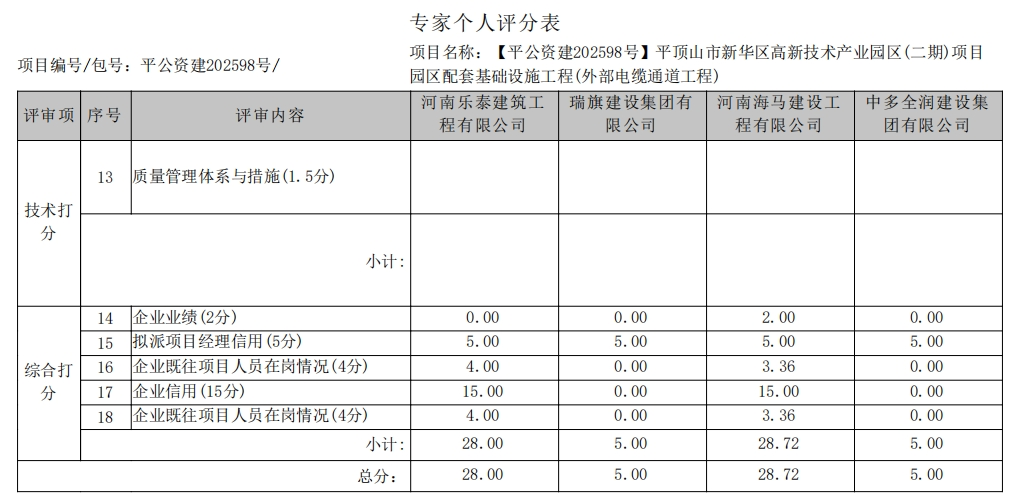 专家个人评分表
项目编号/包号: 平公资建202598号/
项目名称: 【平公资建202598号】平顶山市新华区高新技术产业园区(二期)项目
园区配套基础设施工程(外部电缆通道工程)
评审项 序号 评审内容 河南乐泰建筑工程有限公司 瑞旗建设集团有限公司 河南海马建设工程有限公司 中多全润建设集团有限公司
技术打分
13 质量管理体系与措施(1.5分)
小计:
综合打分
14 企业业绩(2分) 0.00 0.00 2.00 0.00
15 拟派项目经理信用(5分) 5.00 5.00 5.00 5.00
16 企业既往项目人员在岗情况(4分) 4.00 0.00 3.36 0.00
17 企业信用(15分) 15.00 0.00 15.00 0.00
18 企业既往项目人员在岗情况(4分) 4.00 0.00 3.36 0.00
小计: 28.00 5.00 28.72 5.00
总分: 28.00 5.00 28.72 5.00